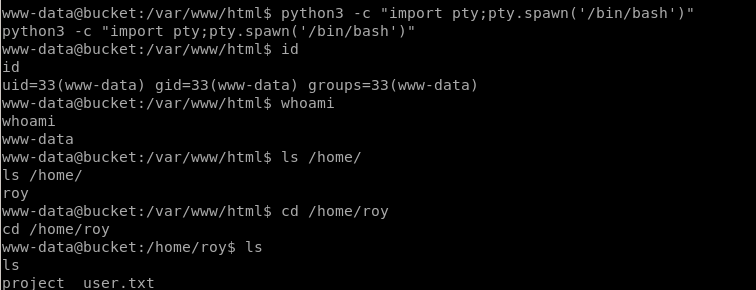 www-data@bucket:/var/www/html$ python3 -c "import pty;pty.spawn('/bin/bash')"
python3 -c "import pty;pty.spawn('/bin/bash')"
www-data@bucket:/var/www/html$ id
id
uid=33(www-data) gid=33(www-data) groups=33(www-data)
www-data@bucket:/var/www/html$ whoami
whoami
www-data
www-data@bucket:/var/www/html$ ls /home/
ls /home/
roy
www-data@bucket:/var/www/html$ cd /home/roy
cd /home/roy
www-data@bucket:/home/roy$ ls
ls
project  user.txt